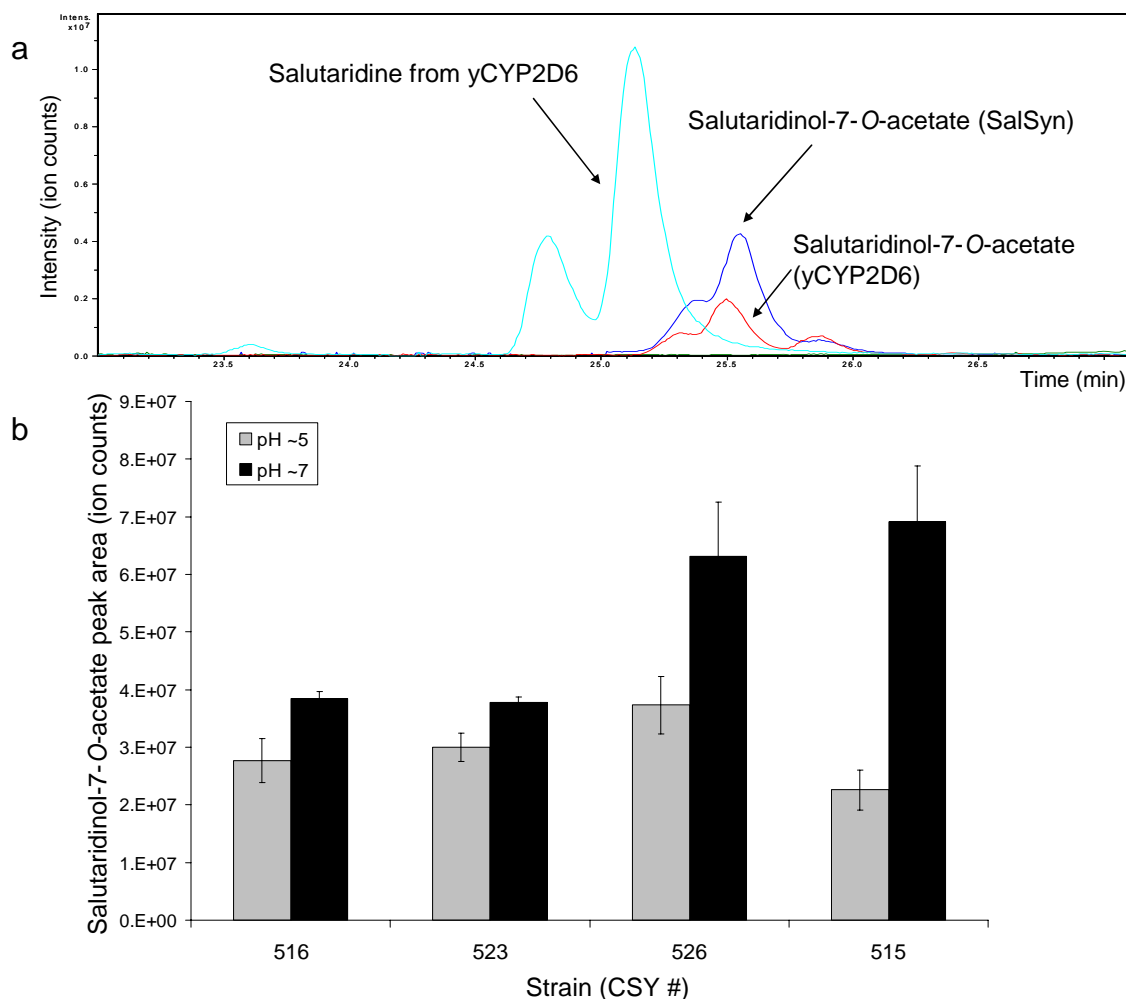 a
Intens.
x10⁷
1.0
0.8
0.6
0.4
0.2
0.0
Intensity (ion counts)
Salutaridine from yCYP2D6
Salutaridinol-7-O-acetate (SalSyn)
Salutaridinol-7-O-acetate
(yCYP2D6)
23.5 24.0 24.5 25.0 25.5 26.0 26.5
Time (min)
b
Salutaridinol-7-O-acetate peak area (ion counts)
9.E+07
8.E+07
7.E+07
6.E+07
5.E+07
4.E+07
3.E+07
2.E+07
1.E+07
0.E+00
pH ~5
pH ~7
516 523 526 515
Strain (CSY #)